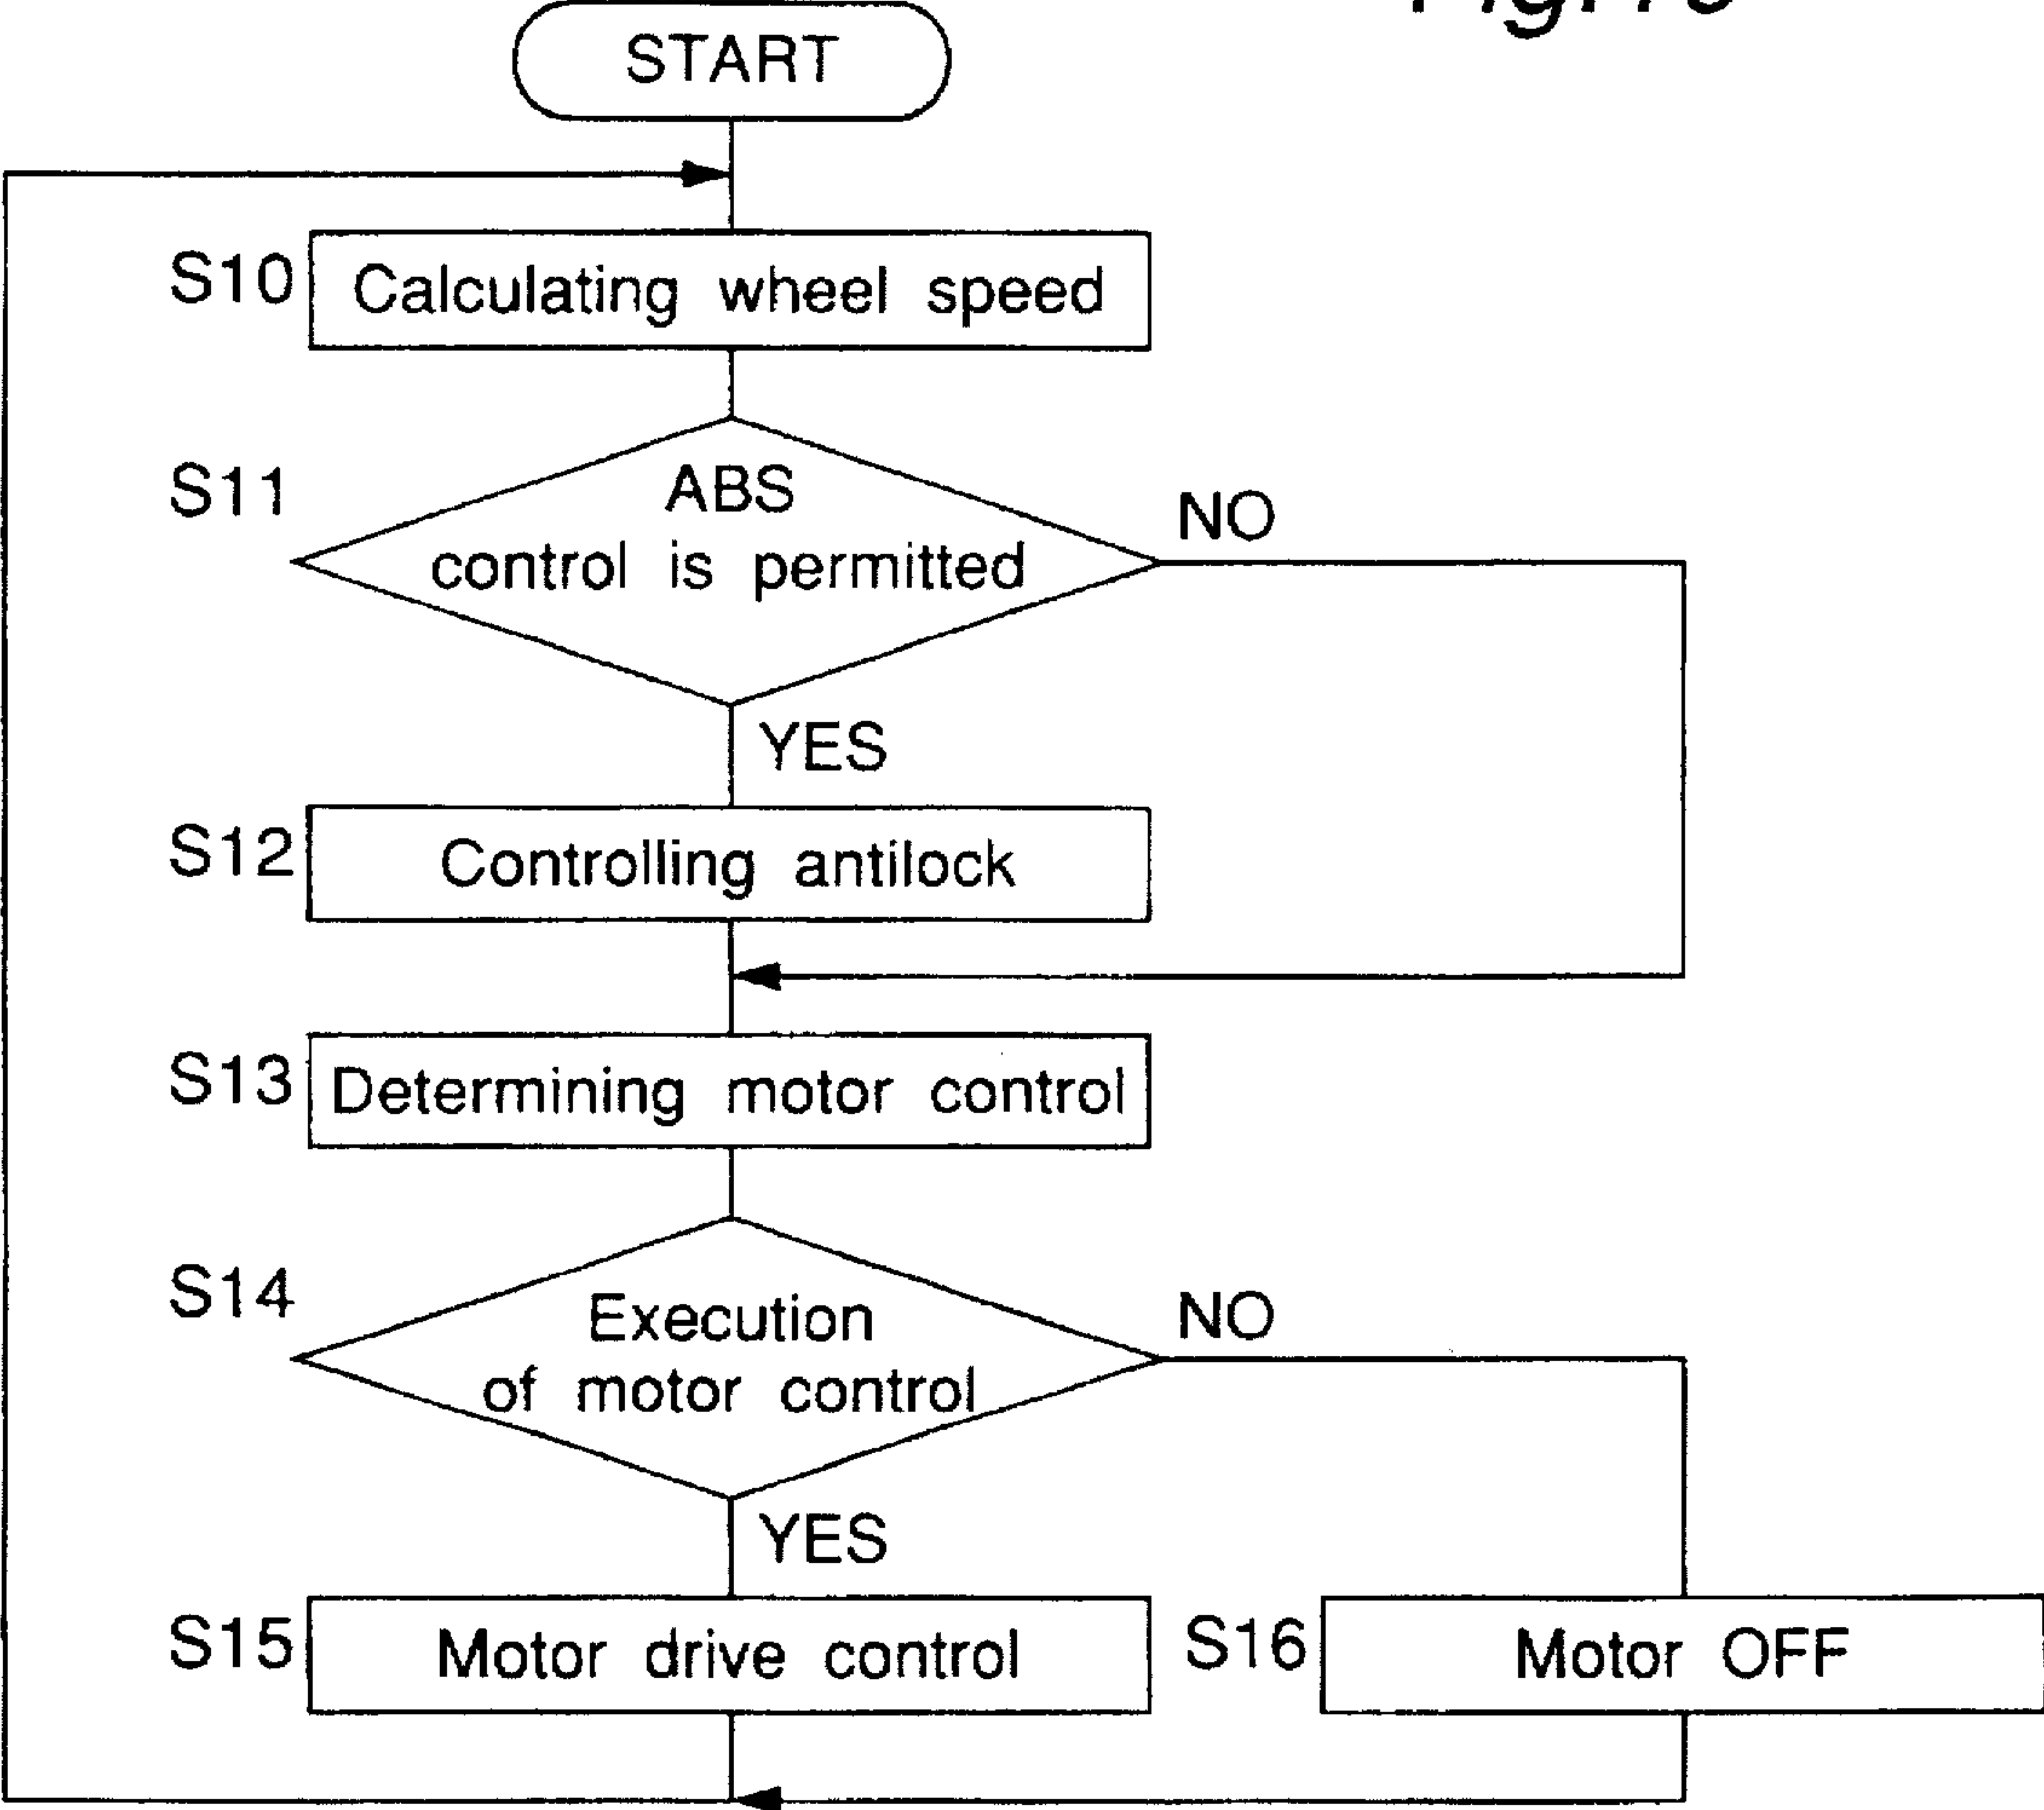 START
S10 Calculating wheel speed
S11
ABS
control is permitted
NO
YES
S12 Controlling antilock
S13 Determining motor control
S14
Execution
of motor control
NO
YES
S15 Motor drive control
S16 Motor OFF